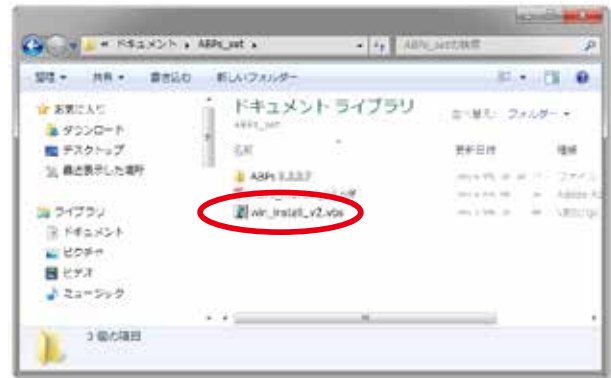 ドキュメント ▸ ABPs_set ▸
ABPs_setの検索
整理 ▾ 共有 ▾ 書き込む 新しいフォルダー
お気に入り
ダウンロード
デスクトップ
最近表示した場所
ライブラリ
ドキュメント
ピクチャ
ビデオ
ミュージック
ドキュメント ライブラリ
ABPs_set
並べ替え: フォルダー ▾
名前 更新日時 種類
win_install_v2.vbs
3 個の項目